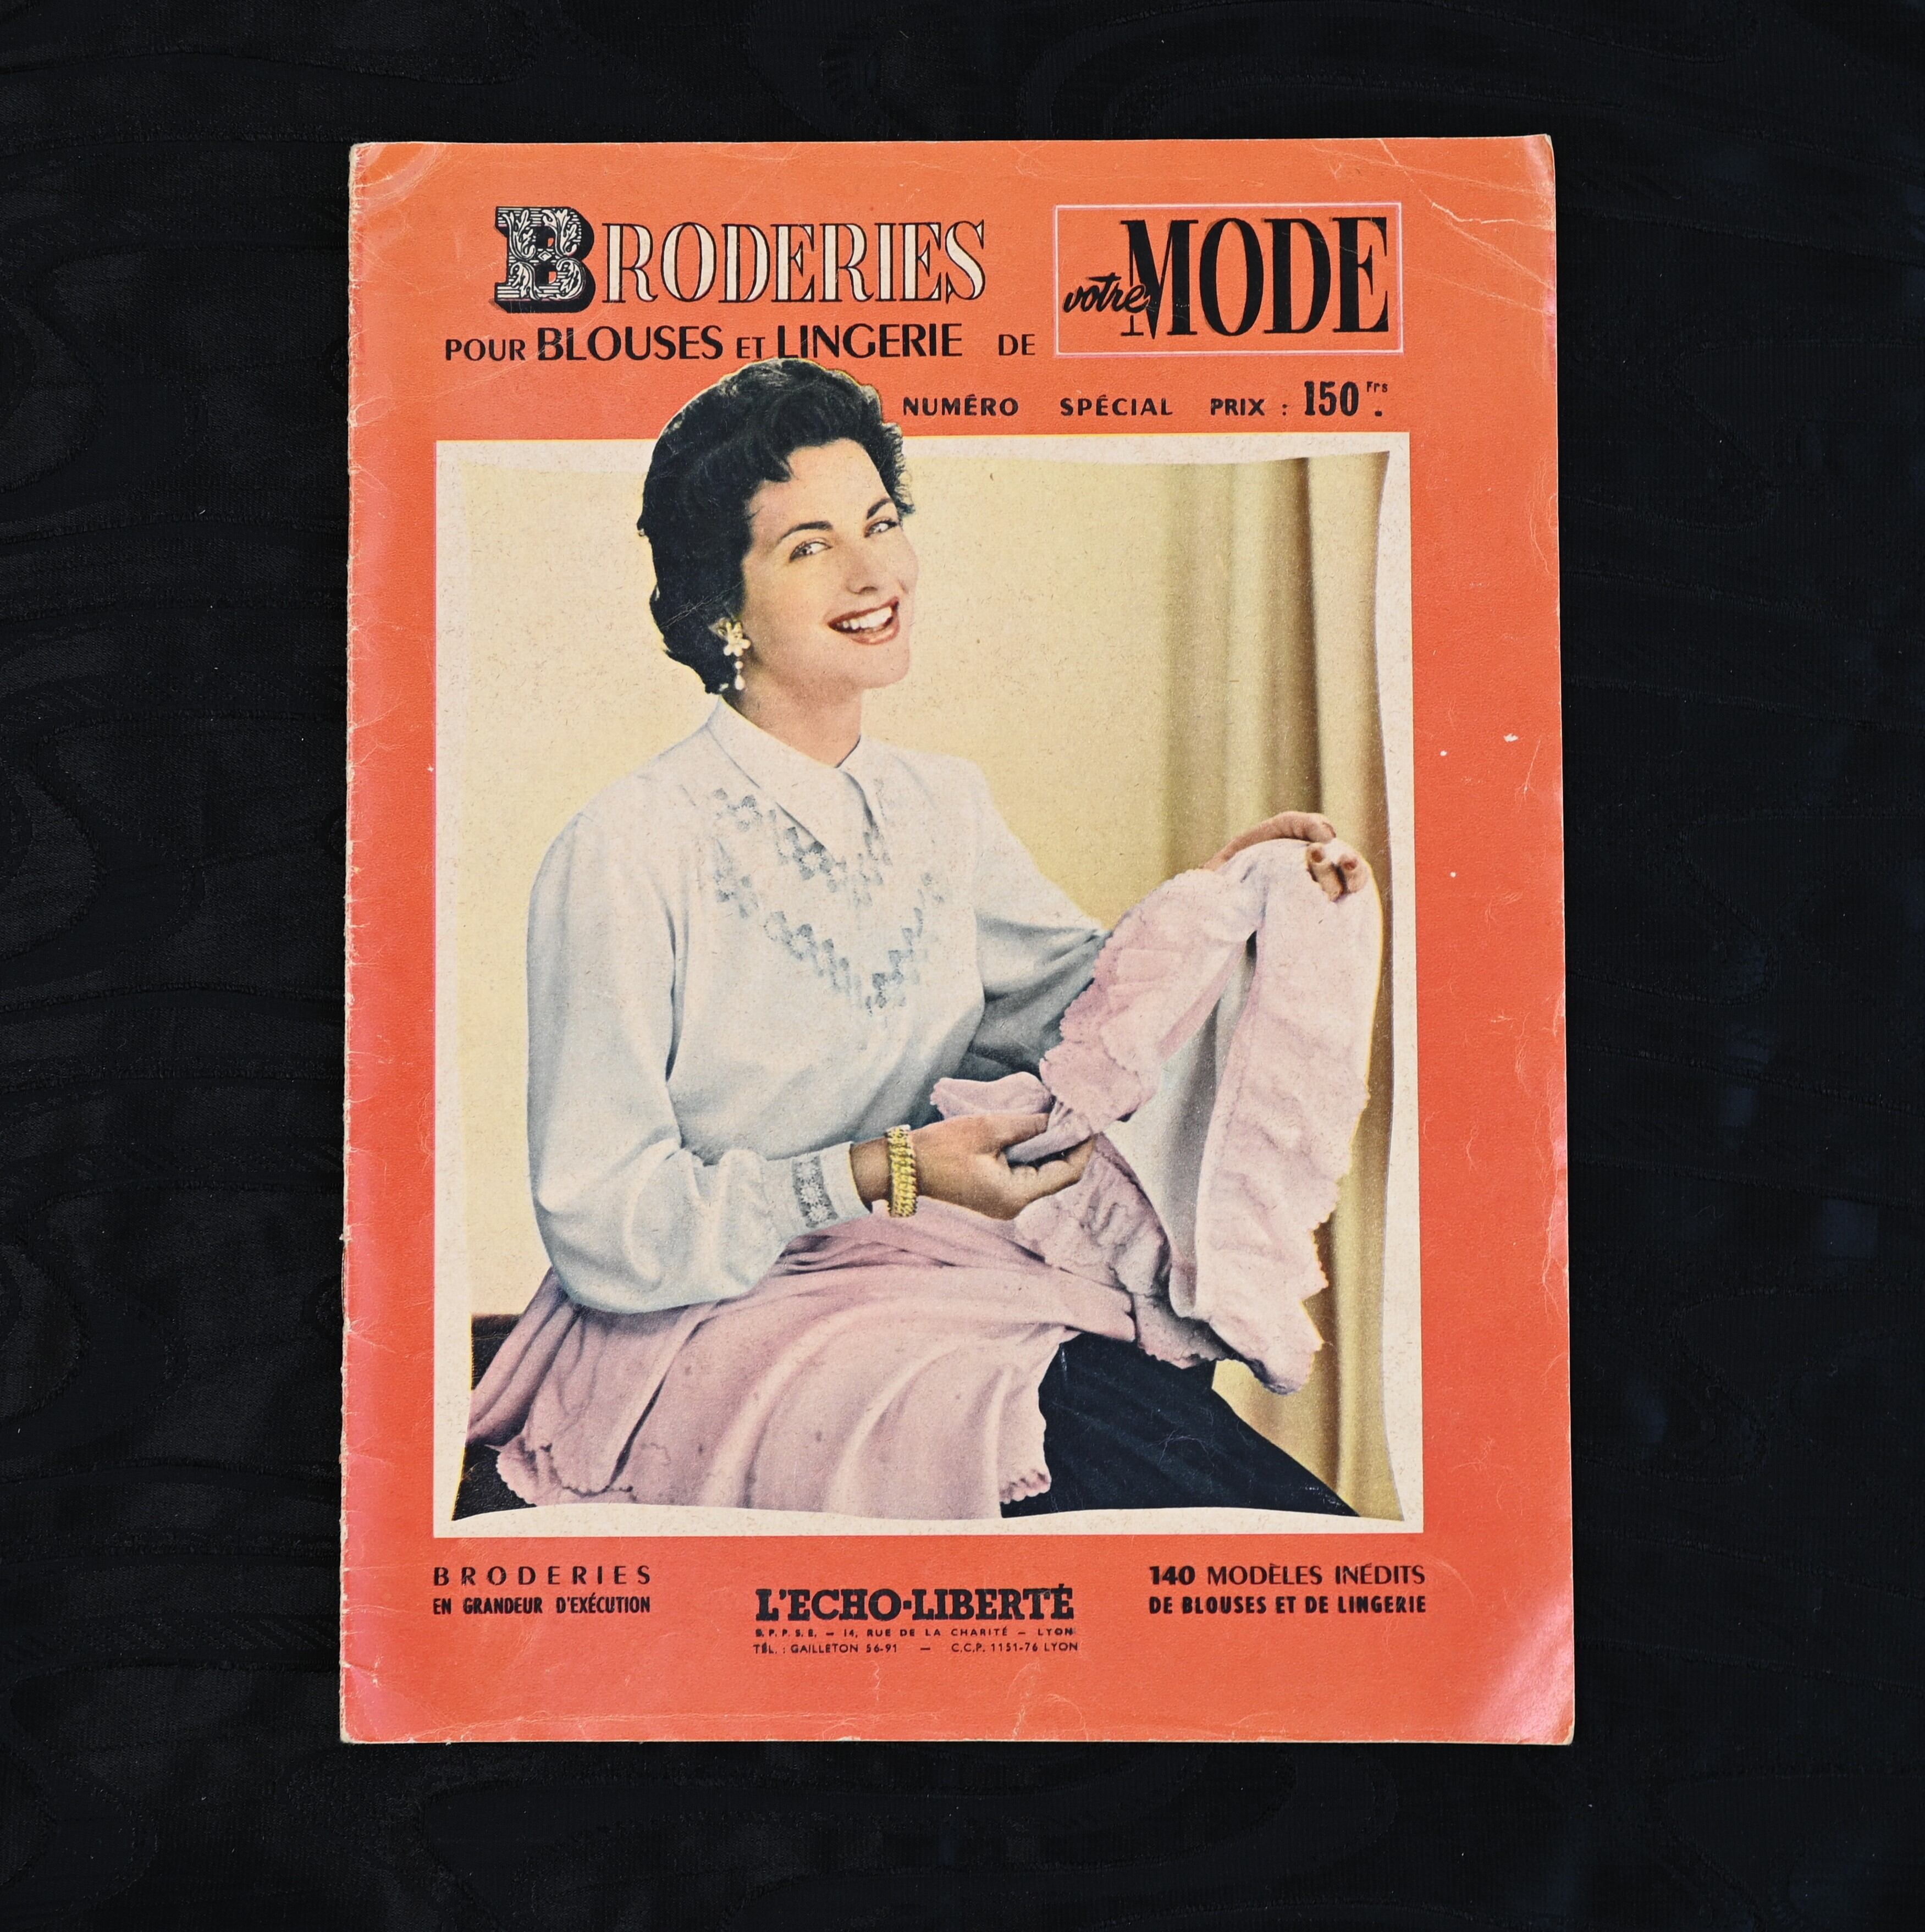 BRODERIES
POUR BLOUSES ET LINGERIE DE
votre MODE
NUMÉRO SPÉCIAL PRIX : 150 Frs.
BRODERIES
EN GRANDEUR D'EXÉCUTION
L'ECHO-LIBERTÉ
S.P.P.S.E. — 14, RUE DE LA CHARITÉ — LYON
TÉL. : GAILLETON 56-91 — C.C.P. 1151-76 LYON
140 MODÈLES INÉDITS
DE BLOUSES ET DE LINGERIE